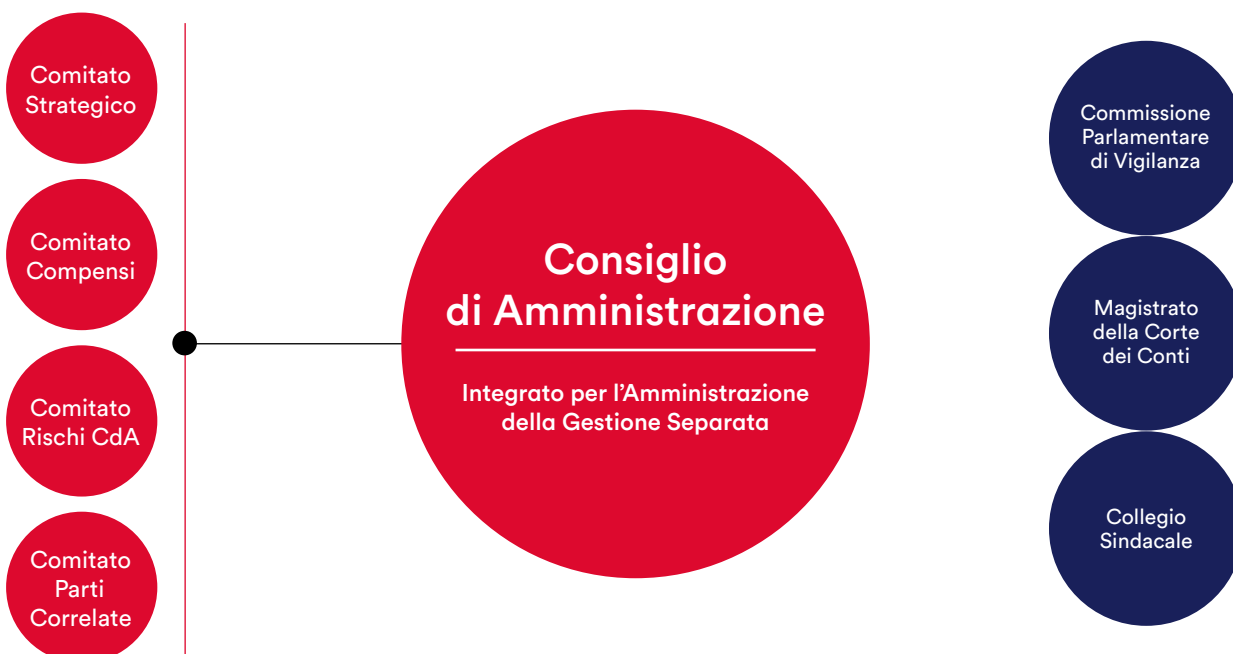 Comitato
Strategico
Comitato
Compensi
Comitato
Rischi CdA
Comitato
Parti
Correlate
Consiglio
di Amministrazione
Integrato per l’Amministrazione
della Gestione Separata
Commissione
Parlamentare
di Vigilanza
Magistrato
della Corte
dei Conti
Collegio
Sindacale